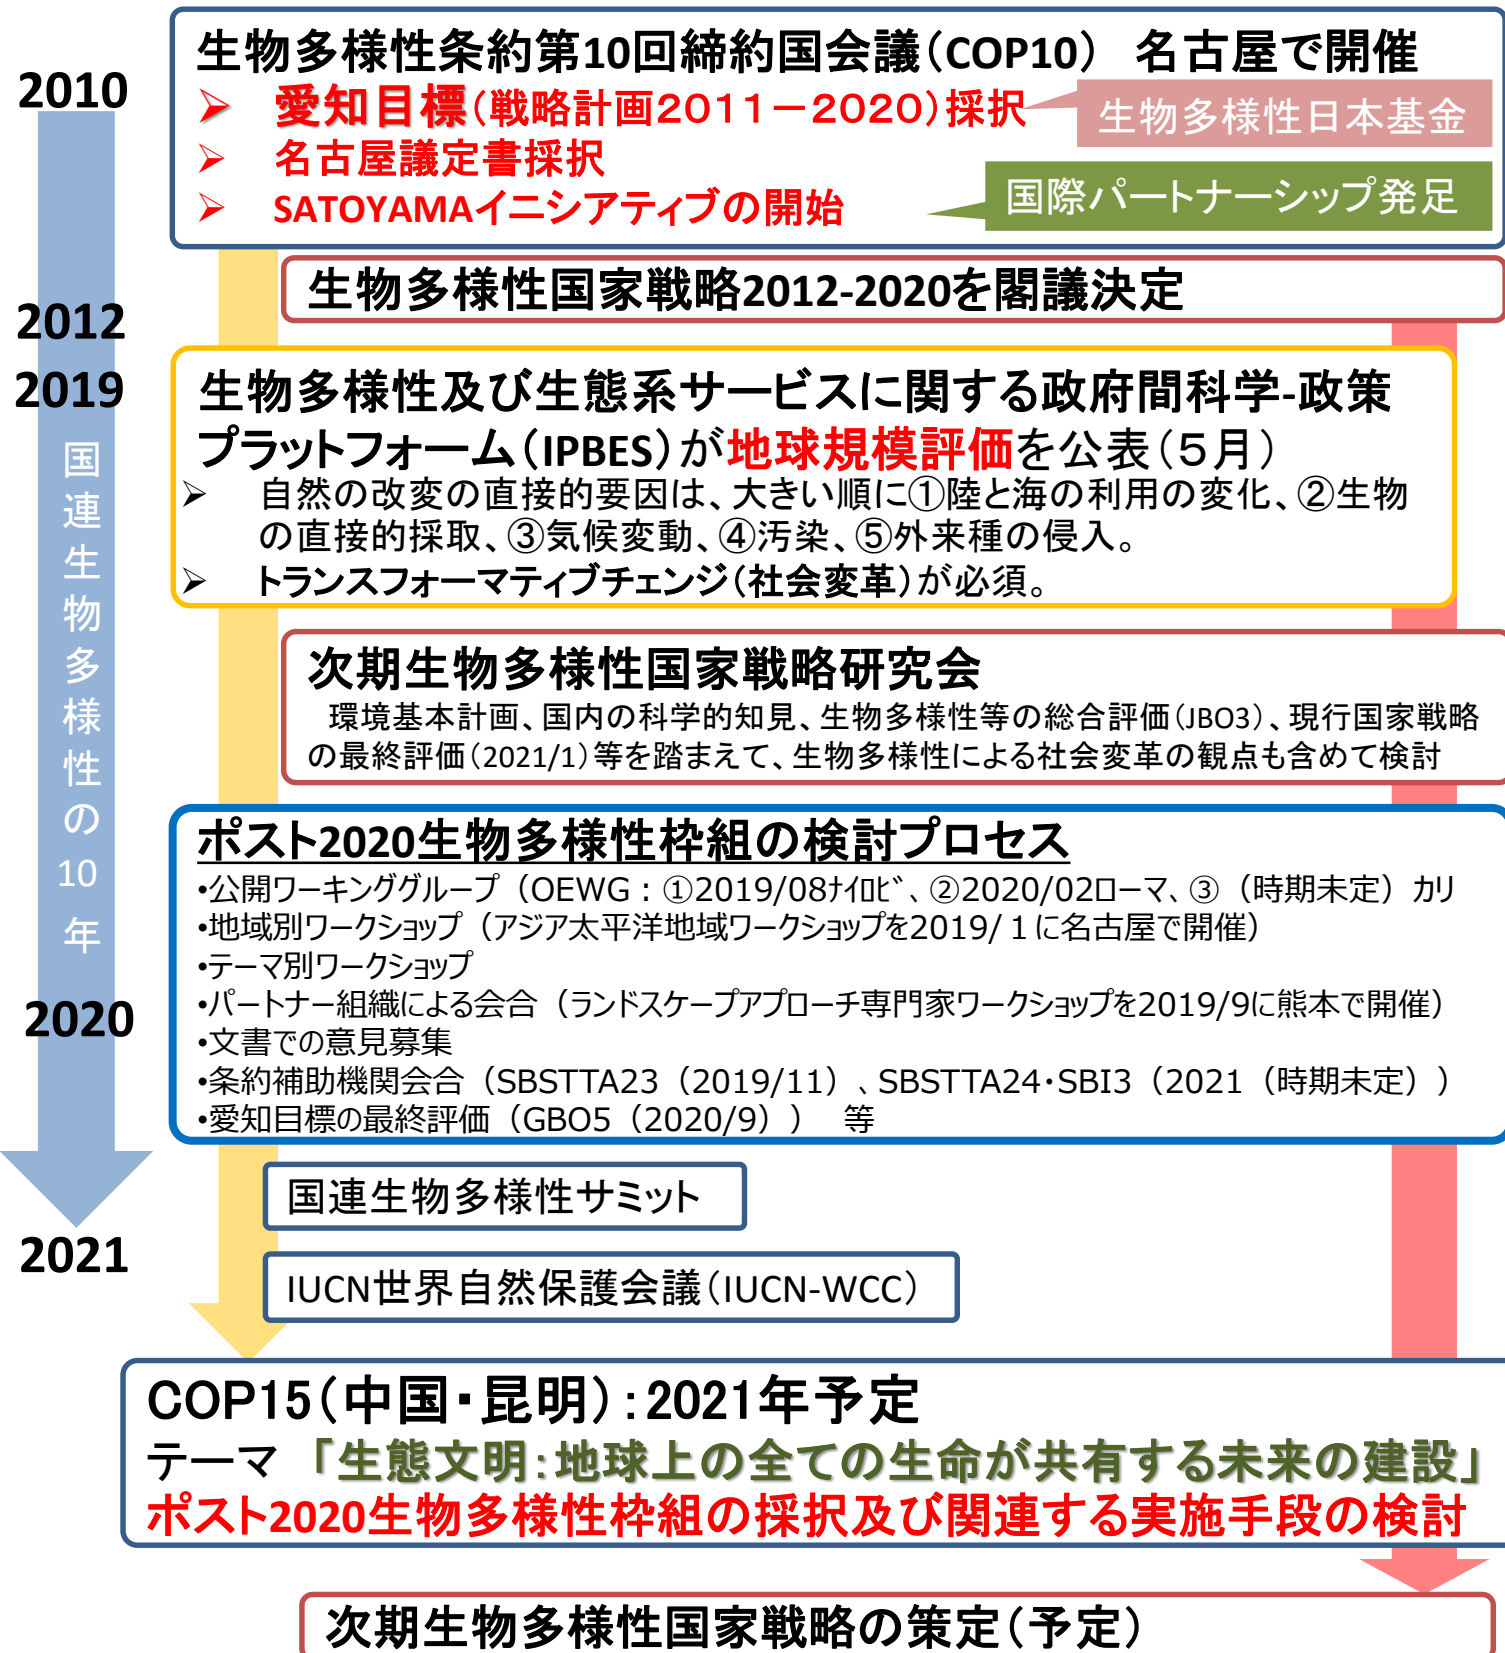 2010
生物多様性条約第10回締約国会議(COP10) 名古屋で開催
➢ 愛知目標(戦略計画2011-2020)採択
生物多様性日本基金
➢ 名古屋議定書採択
➢ SATOYAMAイニシアティブの開始
国際パートナーシップ発足
2012
生物多様性国家戦略2012-2020を閣議決定
2019
生物多様性及び生態系サービスに関する政府間科学-政策
プラットフォーム(IPBES)が地球規模評価を公表(5月)
➢ 自然の改変の直接的要因は、大きい順に①陸と海の利用の変化、②生物
の直接的採取、③気候変動、④汚染、⑤外来種の侵入。
➢ トランスフォーマティブチェンジ(社会変革)が必須。
国連生物多様性の10年
次期生物多様性国家戦略研究会
環境基本計画、国内の科学的知見、生物多様性等の総合評価(JBO3)、現行国家戦略
の最終評価(2021/1)等を踏まえて、生物多様性による社会変革の観点も含めて検討
ポスト2020生物多様性枠組の検討プロセス
•公開ワーキンググループ（OEWG：①2019/08ﾅｲﾛﾋﾞ、②2020/02ローマ、③（時期未定）カリ
•地域別ワークショップ（アジア太平洋地域ワークショップを2019/１に名古屋で開催）
•テーマ別ワークショップ
•パートナー組織による会合（ランドスケープアプローチ専門家ワークショップを2019/9に熊本で開催）
•文書での意見募集
•条約補助機関会合（SBSTTA23（2019/11）、SBSTTA24・SBI3（2021（時期未定））
•愛知目標の最終評価（GBO5（2020/9）） 等
2020
国連生物多様性サミット
2021
IUCN世界自然保護会議(IUCN-WCC)
COP15(中国・昆明):2021年予定
テーマ 「生態文明:地球上の全ての生命が共有する未来の建設」
ポスト2020生物多様性枠組の採択及び関連する実施手段の検討
次期生物多様性国家戦略の策定(予定)